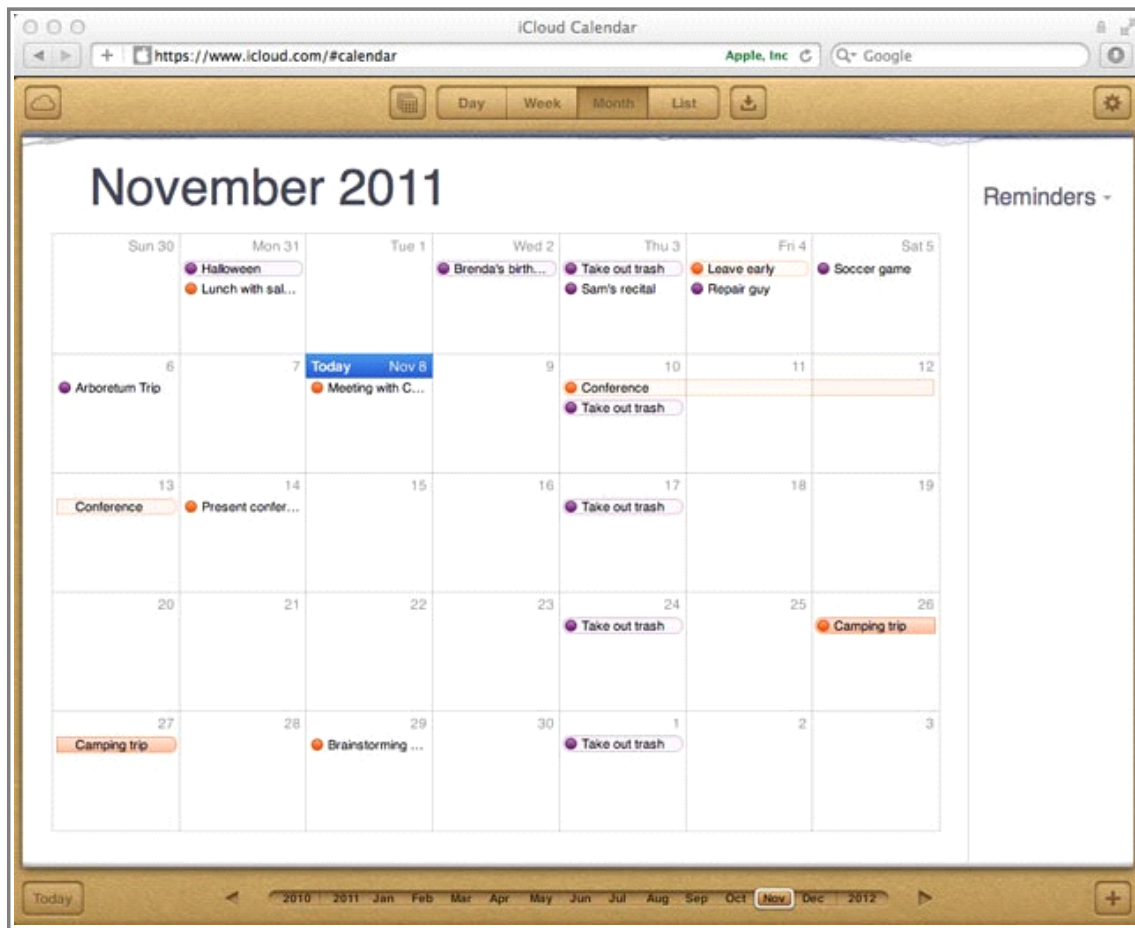 iCloud Calendar
https://www.icloud.com/#calendar Apple, Inc Google
Day Week Month List
November 2011
Reminders
Sun 30 Mon 31 Tue 1 Wed 2 Thu 3 Fri 4 Sat 5
Halloween Brenda's birth... Take out trash Leave early Soccer game
Lunch with sal... Sam's recital Repair guy
6 7 Today Nov 8 9 10 11 12
Arboretum Trip Meeting with C... Conference
Take out trash
13 14 15 16 17 18 19
Conference Present confer... Take out trash
20 21 22 23 24 25 26
Take out trash Camping trip
27 28 29 30 1 2 3
Camping trip Brainstorming ... Take out trash
Today 2010 2011 Jan Feb Mar Apr May Jun Jul Aug Sep Oct Nov Dec 2012